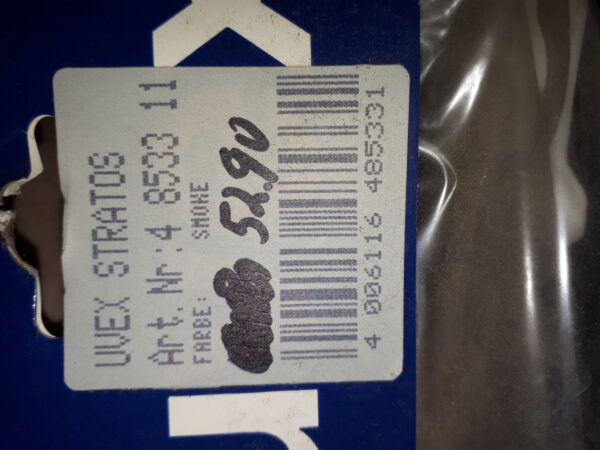 x
UVEX STRATOS
Art. Nr.:4 8533 11
FARBE: SMOKE
52.90
4 006116 485331